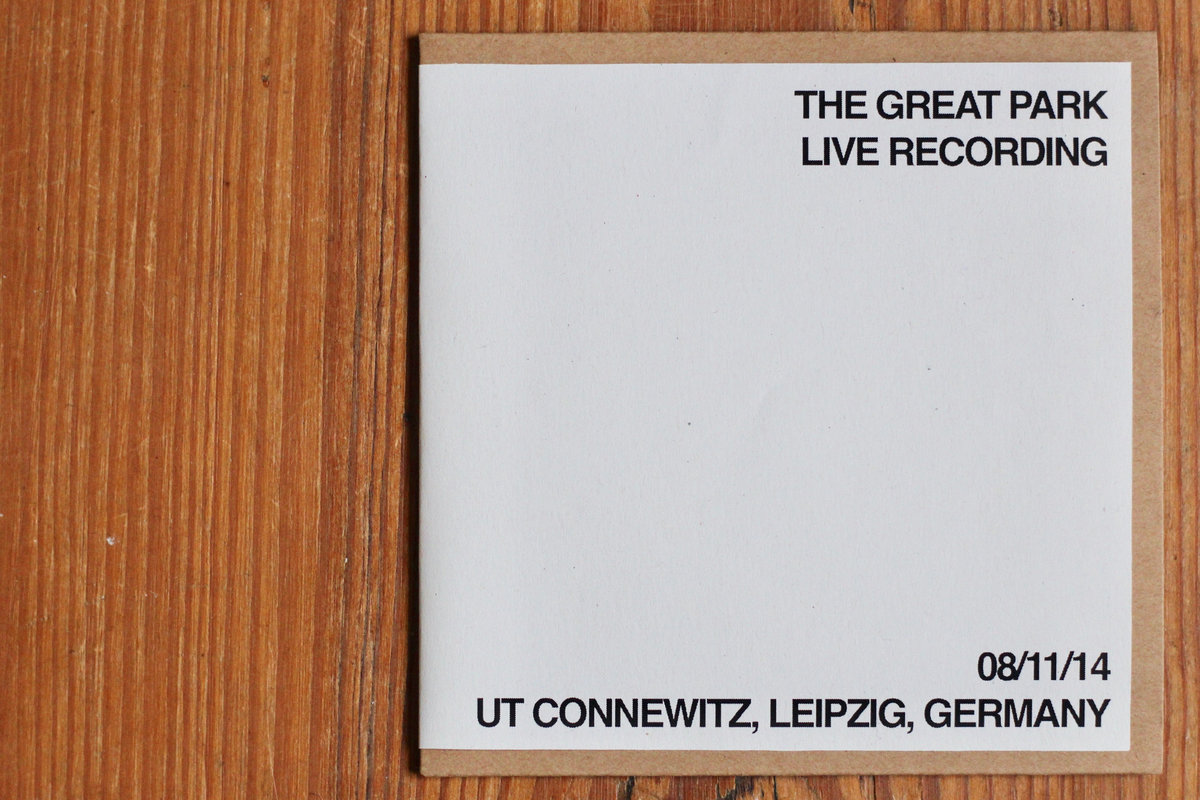 THE GREAT PARK
LIVE RECORDING
08/11/14
UT CONNEWITZ, LEIPZIG, GERMANY